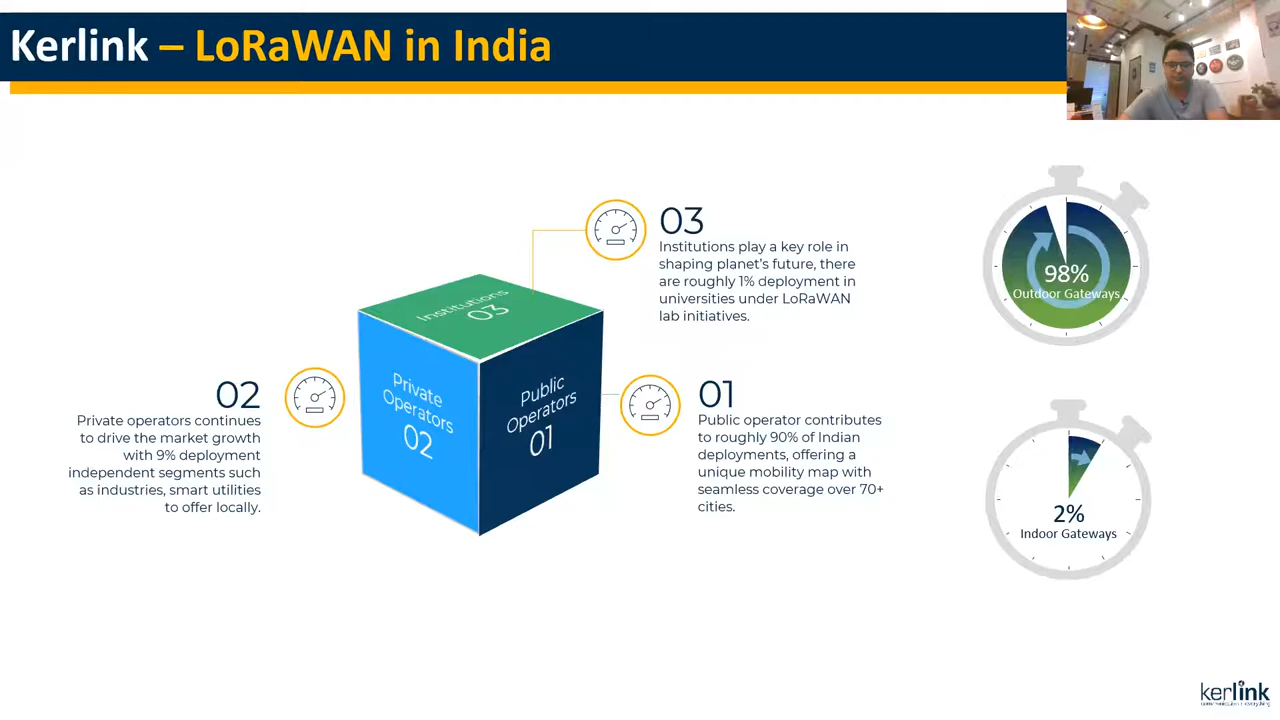 Kerlink – LoRaWAN in India
03
Institutions play a key role in
shaping planet's future, there
are roughly 1% deployment in
universities under LoRaWAN
lab initiatives.
Institutions
03
Private
Operators
02
Public
Operators
01
02
Private operators continues
to drive the market growth
with 9% deployment
independent segments such
as industries, smart utilities
to offer locally.
01
Public operator contributes
to roughly 90% of Indian
deployments, offering a
unique mobility map with
seamless coverage over 70+
cities.
98%
Outdoor Gateways
2%
Indoor Gateways
kerlink